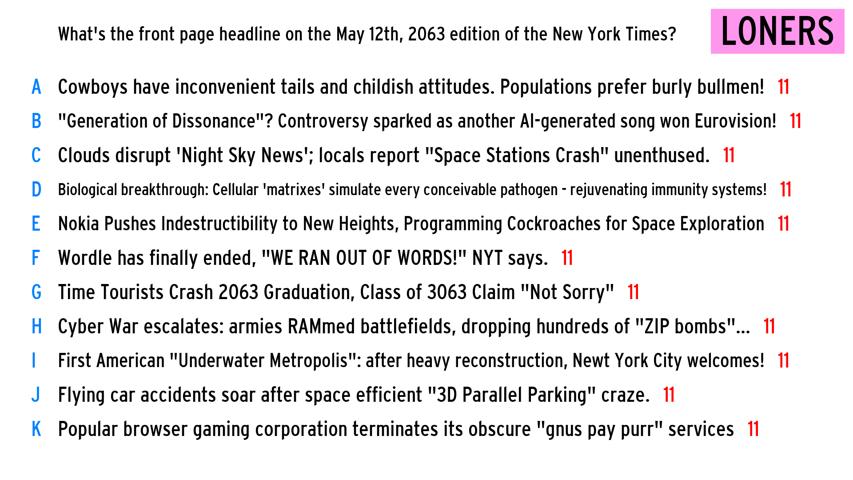 What's the front page headline on the May 12th, 2063 edition of the New York Times?
LONERS
A Cowboys have inconvenient tails and childish attitudes. Populations prefer burly bullmen! 11
B "Generation of Dissonance"? Controversy sparked as another AI-generated song won Eurovision! 11
C Clouds disrupt 'Night Sky News'; locals report "Space Stations Crash" unenthused. 11
D Biological breakthrough: Cellular 'matrixes' simulate every conceivable pathogen - rejuvenating immunity systems! 11
E Nokia Pushes Indestructibility to New Heights, Programming Cockroaches for Space Exploration 11
F Wordle has finally ended, "WE RAN OUT OF WORDS!" NYT says. 11
G Time Tourists Crash 2063 Graduation, Class of 3063 Claim "Not Sorry" 11
H Cyber War escalates: armies RAMmed battlefields, dropping hundreds of "ZIP bombs"... 11
I First American "Underwater Metropolis": after heavy reconstruction, Newt York City welcomes! 11
J Flying car accidents soar after space efficient "3D Parallel Parking" craze. 11
K Popular browser gaming corporation terminates its obscure "gnus pay purr" services 11